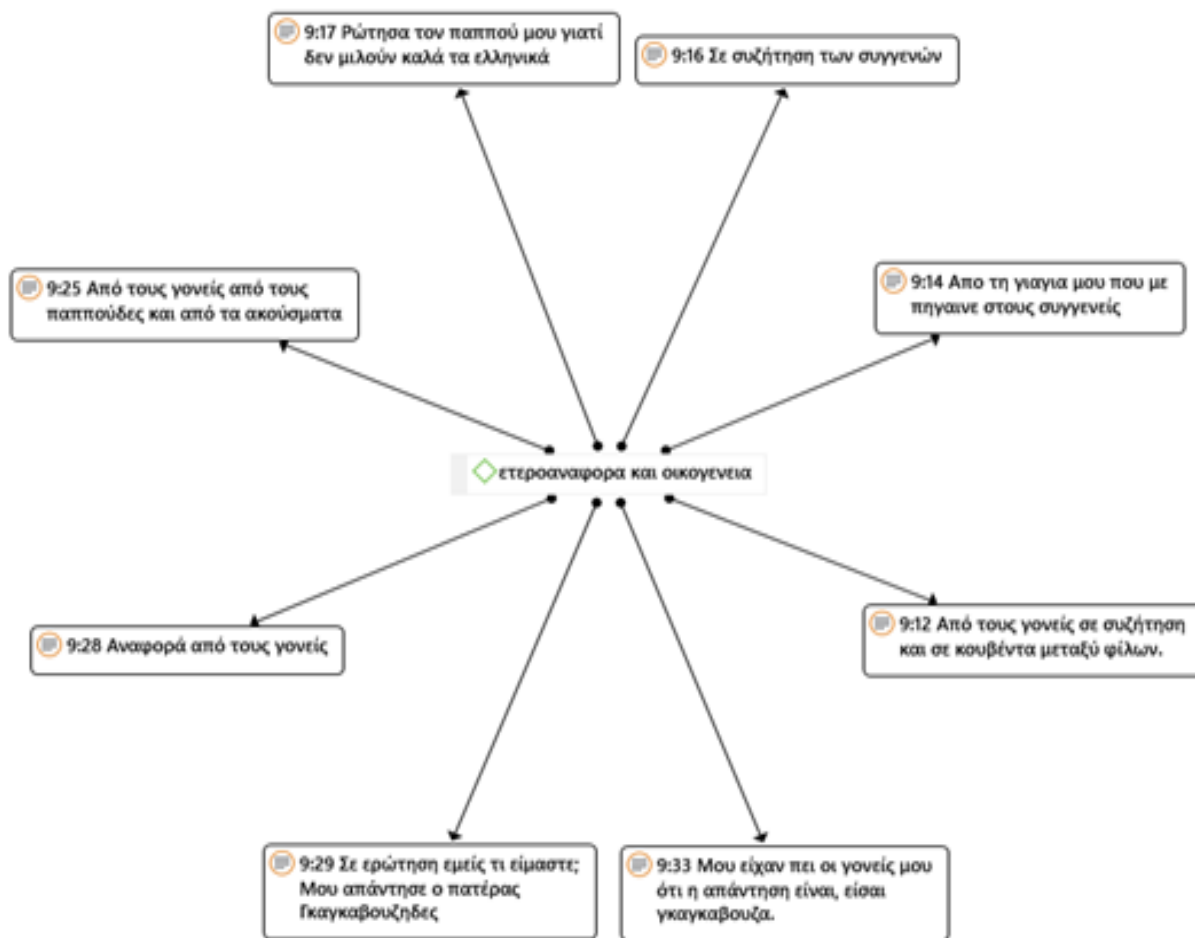 9:17 Ρώτησα τον παππού μου γιατί
δεν μιλούν καλά τα ελληνικά
9:16 Σε συζήτηση των συγγενών
9:25 Από τους γονείς από τους
παππούδες και από τα ακούσματα
9:14 Απο τη γιαγια μου που με
πηγαινε στους συγγενείς
ετεροαναφορα και οικογενεια
9:28 Αναφορά από τους γονείς
9:12 Από τους γονείς σε συζήτηση
και σε κουβέντα μεταξύ φίλων.
9:29 Σε ερώτηση εμείς τι είμαστε;
Μου απάντησε ο πατέρας
Γκαγκαβουζηδες
9:33 Μου είχαν πει οι γονείς μου
ότι η απάντηση είναι, είσαι
γκαγκαβουζα.